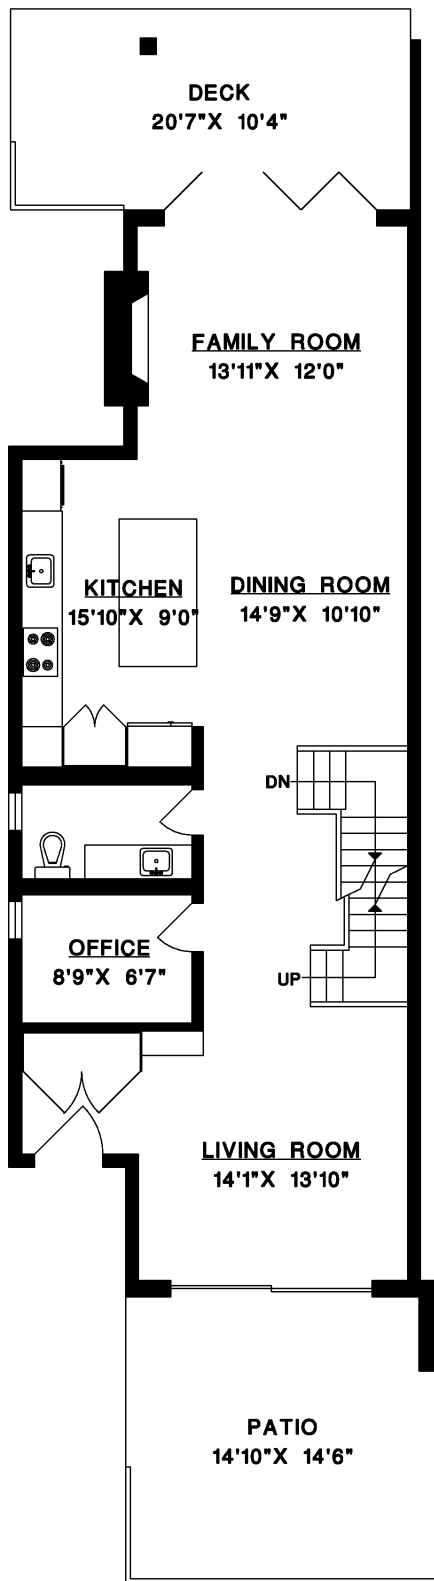 DECK
20'7"X 10'4"
FAMILY ROOM
13'11"X 12'0"
KITCHEN
15'10"X 9'0"
DINING ROOM
14'9"X 10'10"
DN
OFFICE
8'9"X 6'7"
UP
LIVING ROOM
14'1"X 13'10"
PATIO
14'10"X 14'6"